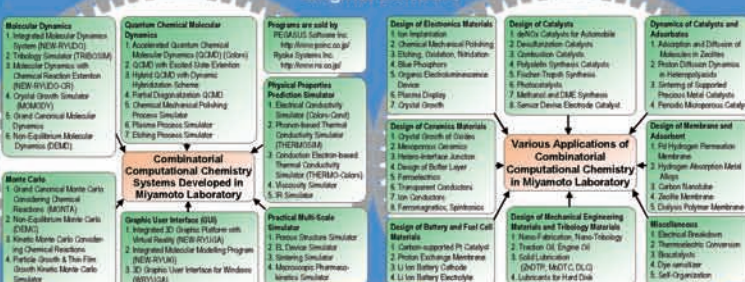 Molecular Dynamics
1. Integrated Molecular Dynamics
System (NEW-RYUDO)
2. Tribology Simulator (TRIBOSIM)
3. Molecular Dynamics with
Chemical Reaction Extention
(NEW-RYUDO-CR)
4. Crystal Growth Simulator
(MOMODY)
5. Grand Canonical Molecular
Dynamics
6. Non-Equilibrium Molecular
Dynamics (DEMD)
Quantum Chemical Molecular
Dynamics
1. Accelerated Quantum Chemical
Molecular Dynamics (QCMD) (Colors)
2. QCMD with Excited State Extention
3. Hybrid QCMD with Dynamic
Hybridization Scheme
4. Partial Diagonalization QCMD
5. Chemical Mechanical Polishing
Process Simulator
6. Plasma Process Simulator
7. Etching Process Simulator
Programs are sold by
PEGASUS Software Inc.
Ryoka Systems Inc.
Physical Properties
Prediction Simulator
1. Electrical Conductivity
Simulator (Colors-Cond)
2. Phonon-based Thermal
Conductivity Simulator
(THERMOSIM)
3. Conduction Electron-based
Thermal Conductivity
Simulator (THERMO-Colors)
4. Viscosity Simulator
5. IR Simulator
Combinatorial
Computational Chemistry
Systems Developed in
Miyamoto Laboratory
Monte Carlo
1. Grand Canonical Monte Carlo
Considering Chemical
Reactions (MONTA)
2. Non-Equilibrium Monte Carlo
(DEMC)
3. Kinetic Monte Carlo Consider-
ing Chemical Reactions
4. Particle Growth & Thin Film
Growth Kinetic Monte Carlo
Simulator
Graphic User Interface (GUI)
1. Integrated 3D Graphic Platform with
Virtual Reality (NEW-RYUGA)
2. Integrated Molecular Modelling Program
(NEW-RYUKI)
3. 3D Graphic User Interface for Windows
(WRYUGA)
Practical Multi-Scale
Simulator
1. Porous Structure Simulator
2. EL Device Simulator
3. Sintering Simulator
4. Macroscopic Pharmaco-
kinetics Simulator
Design of Electronics Materials
1. Ion Implantation
2. Chemical Mechanical Polishing
3. Etching, Oxidation, Nitridation
4. Blue Phosphors
5. Organic Electroluminescence
Device
6. Plasma Display
7. Crystal Growth
Design of Catalysts
1. deNOx Catalysts for Automobile
2. Desulfurization Catalysts
3. Combustion Catalysts
4. Polyolefin Synthesis Catalysts
5. Fischer-Tropsh Synthesis
6. Photocatalysts
7. Methanol and DME Synthesis
8. Sensor Device Electrode Catalyst
Dynamics of Catalysts and
Adsorbates
1. Adsorption and Diffusion of
Molecules in Zeolites
2. Proton Diffusion Dynamics
in Heteropolyacids
3. Sintering of Supported
Precious Metal Catalysts
4. Periodic Microporous Cataly
Design of Ceramics Materials
1. Crystal Growth of Oxides
2. Mesoporous Ceramics
3. Hetero-Interface Junction
4. Design of Buffer Layer
5. Ferroelectrics
6. Transparent Conductors
7. Ion Conductors
8. Ferromagnetics, Spintronics
Various Applications of
Combinatorial
Computational Chemistry
in Miyamoto Laboratory
Design of Membrane and
Adsorbent
1. Pd Hydrogen Permeation
Membrane
2. Hydrogen Absorption Metal
Alloys
3. Carbon Nanotube
4. Zeolite Membrane
5. Dialysis Polymer Membrane
Design of Battery and Fuel Cell
Materials
1. Carbon-supported Pt Catalyst
2. Proton Exchange Membrane
3. Li Ion Battery Cathode
4. Li Ion Battery Electrolyte
Design of Mechanical Engineering
Materials and Tribology Materials
1. Nano-Fabrication, Nano-Tribology
2. Traction Oil, Engine Oil
3. Solid Lubrication
(ZnDTP, MoDTC, DLC)
4. Lubricants for Hard Disk
Miscellaneous
1. Electrical Breakdown
2. Thermoelectric Conversion
3. Biocatalysts
4. Dye-sensitizer
5. Self-Organization